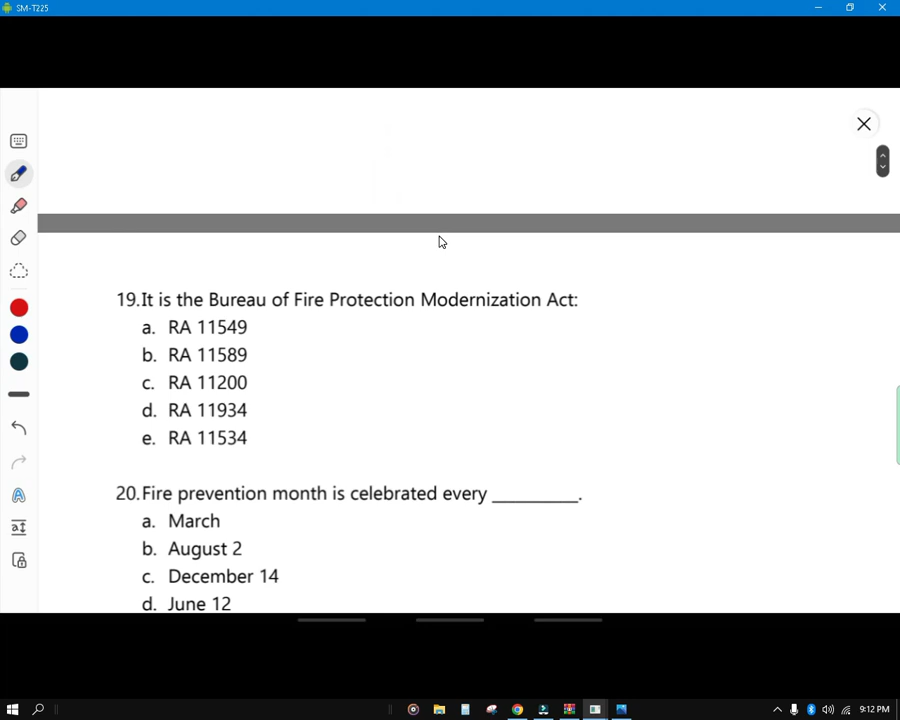 SM-T225
19.It is the Bureau of Fire Protection Modernization Act:
a. RA 11549
b. RA 11589
c. RA 11200
d. RA 11934
e. RA 11534
20.Fire prevention month is celebrated every _________.
a. March
b. August 2
c. December 14
d. June 12
9:12 PM